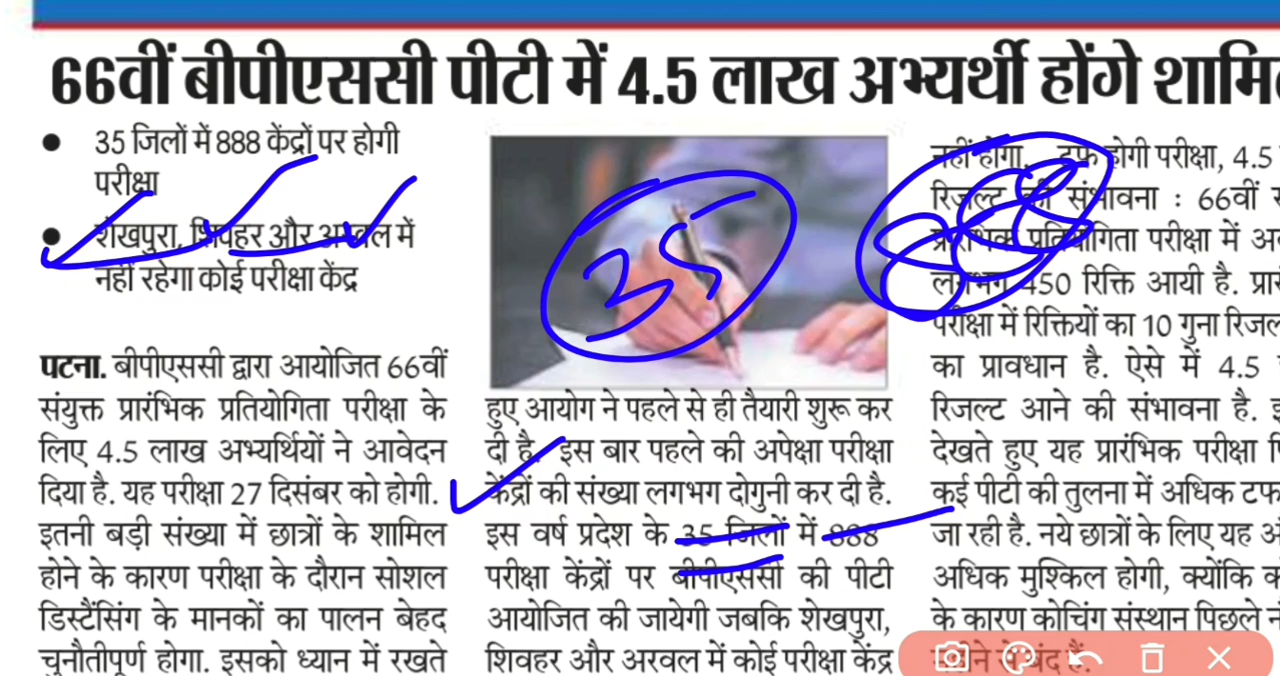 66वीं बीपीएससी पीटी में 4.5 लाख अभ्यर्थी होंगे
● 35 जिलों में 888 केंद्रों पर होगी
परीक्षा
● शेखपुरा, शिवहर और अरवल में
नहीं रहेगा कोई परीक्षा केंद्र
पटना. बीपीएससी द्वारा आयोजित 66वीं
संयुक्त प्रारंभिक प्रतियोगिता परीक्षा के
लिए 4.5 लाख अभ्यर्थियों ने आवेदन
दिया है. यह परीक्षा 27 दिसंबर को होगी.
इतनी बड़ी संख्या में छात्रों के शामिल
होने के कारण परीक्षा के दौरान सोशल
डिस्टैंसिंग के मानकों का पालन बेहद
चुनौतीपूर्ण होगा. इसको ध्यान में रखते
35
हुए आयोग ने पहले से ही तैयारी शुरू कर
दी है. इस बार पहले की अपेक्षा परीक्षा
केंद्रों की संख्या लगभग दोगुनी कर दी है.
इस वर्ष प्रदेश के 35 जिलों में 888
परीक्षा केंद्रों पर बीपीएससी की पीटी
आयोजित की जायेगी जबकि शेखपुरा,
शिवहर और अरवल में कोई परीक्षा केंद्र
888
नहीं होगा. टफ होगी परीक्षा, 4.5
रिजल्ट की संभावना : 66वीं
प्रारंभिक प्रतियोगिता परीक्षा में
लगभग 450 रिक्ति आयी है.
परीक्षा में रिक्तियों का 10 गुना
का प्रावधान है. ऐसे में 4.5
रिजल्ट आने की संभावना है.
देखते हुए यह प्रारंभिक परीक्षा
कई पीटी की तुलना में अधिक टफ
जा रही है. नये छात्रों के लिए यह
अधिक मुश्किल होगी, क्योंकि
के कारण कोचिंग संस्थान पिछले
से बंद हैं.